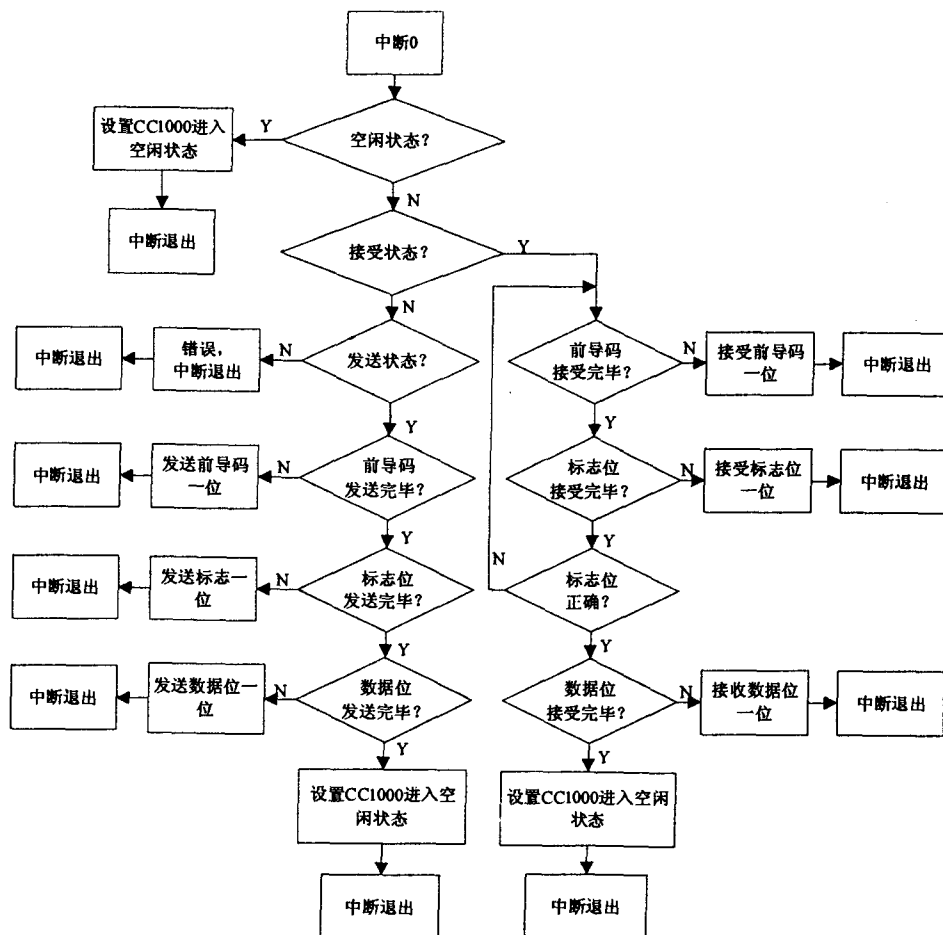 中断0
设置CC1000进入
空闲状态
Y
空闲状态?
N
中断退出
接受状态?
Y
N
中断退出
错误,
中断退出
N
发送状态?
前导码
接受完毕?
N
接受前导码
一位
中断退出
Y
Y
中断退出
发送前导码
一位
N
前导码
发送完毕?
标志位
接受完毕?
N
接受标志位
一位
中断退出
Y
Y
N
中断退出
发送标志一
位
N
标志位
发送完毕?
标志位
正确?
Y
Y
中断退出
发送数据位一
位
N
数据位
发送完毕?
数据位
接受完毕?
N
接收数据位
一位
中断退出
Y
Y
设置CC1000进入空
闲状态
设置CC1000进入空闲
状态
中断退出
中断退出